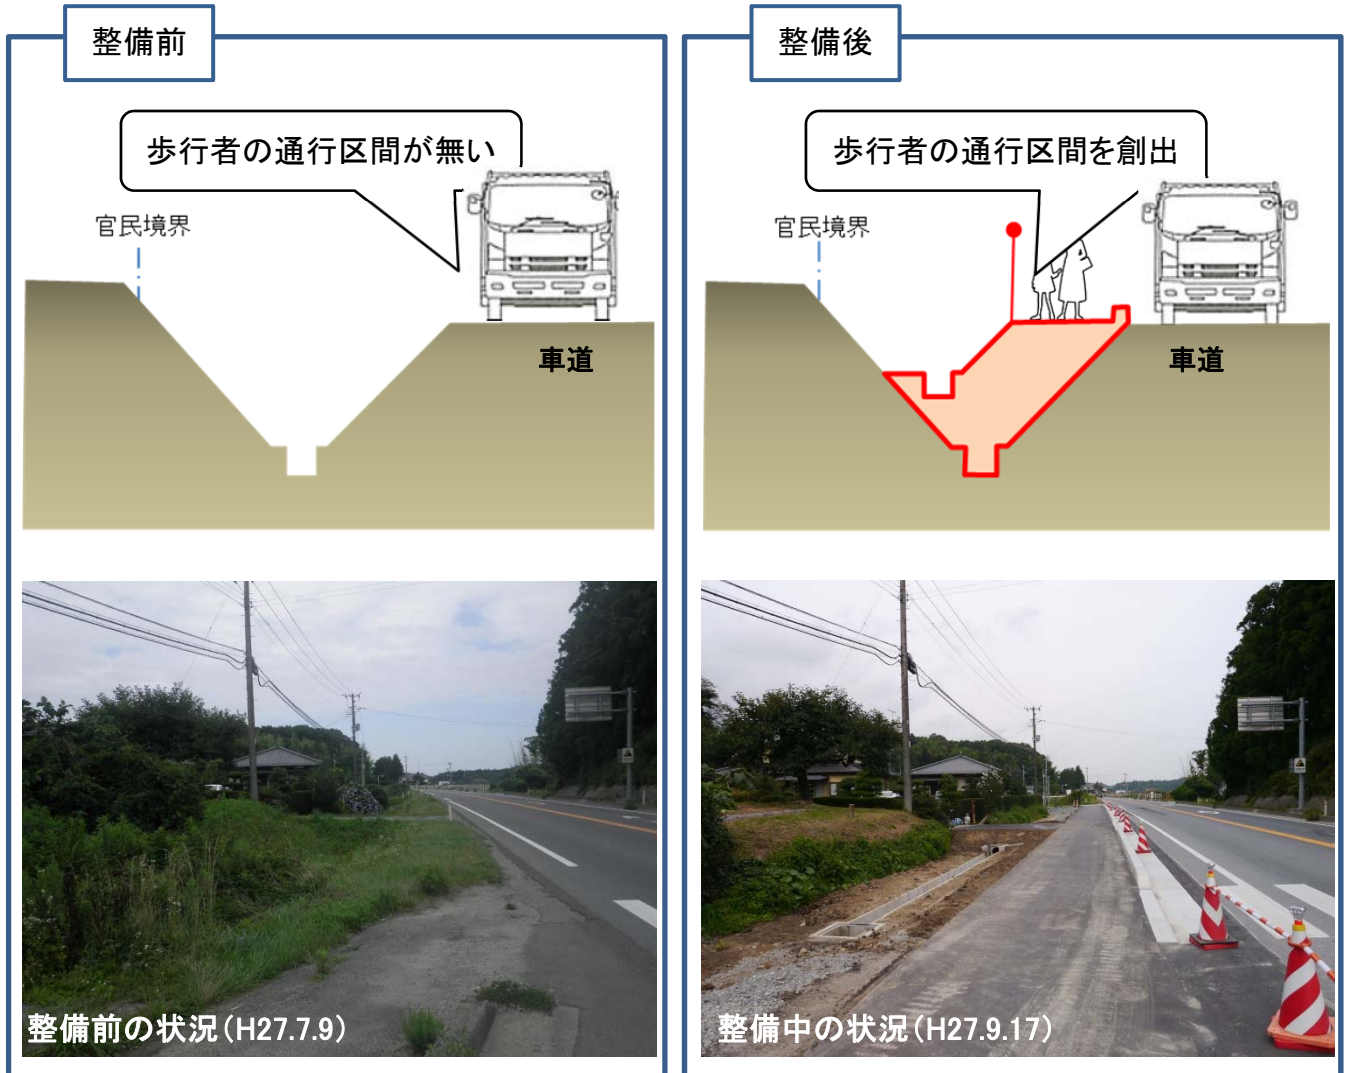 整備前
歩行者の通行区間が無い
官民境界
車道
整備前の状況(H27.7.9)
整備後
歩行者の通行区間を創出
官民境界
車道
整備中の状況(H27.9.17)